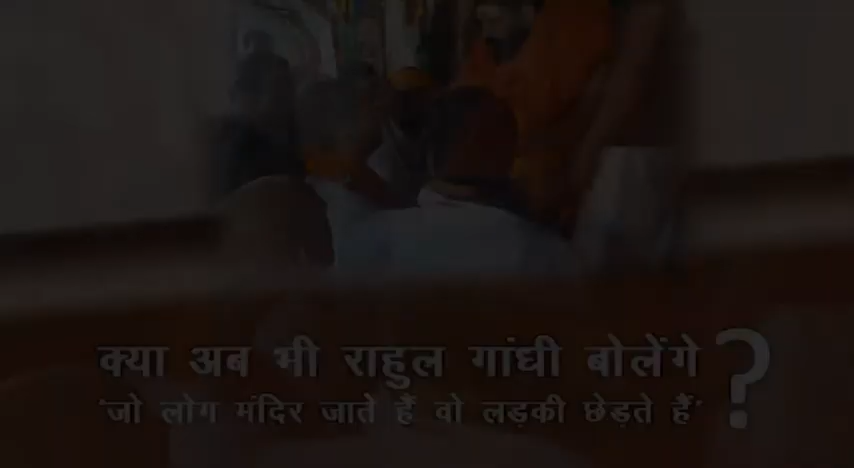 क्या अब भी राहुल गांधी बोलेंगे ?
'जो लोग मंदिर जाते हैं वो लड़की छेड़ते हैं'